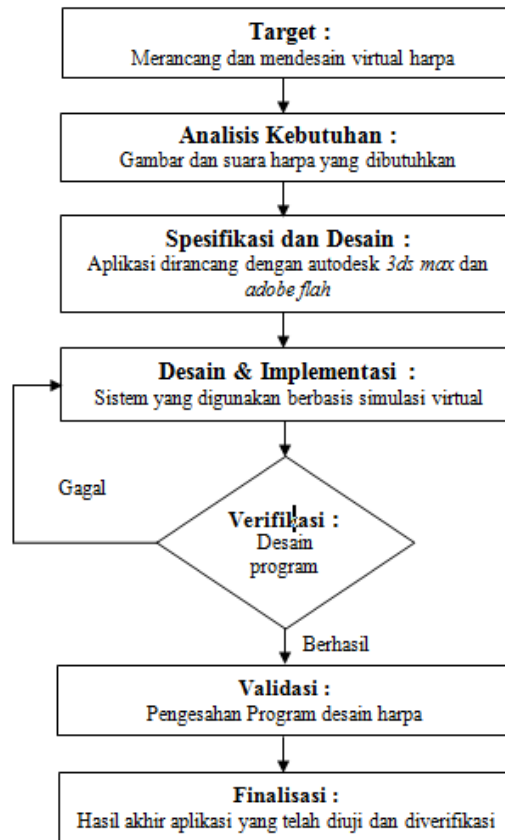 Target :
Merancang dan mendesain virtual harpa
Analisis Kebutuhan :
Gambar dan suara harpa yang dibutuhkan
Spesifikasi dan Desain :
Aplikasi dirancang dengan autodesk 3ds max dan
adobe flah
Desain & Implementasi :
Sistem yang digunakan berbasis simulasi virtual
Gagal
Verifikasi :
Desain
program
Berhasil
Validasi :
Pengesahan Program desain harpa
Finalisasi :
Hasil akhir aplikasi yang telah diuji dan diverifikasi